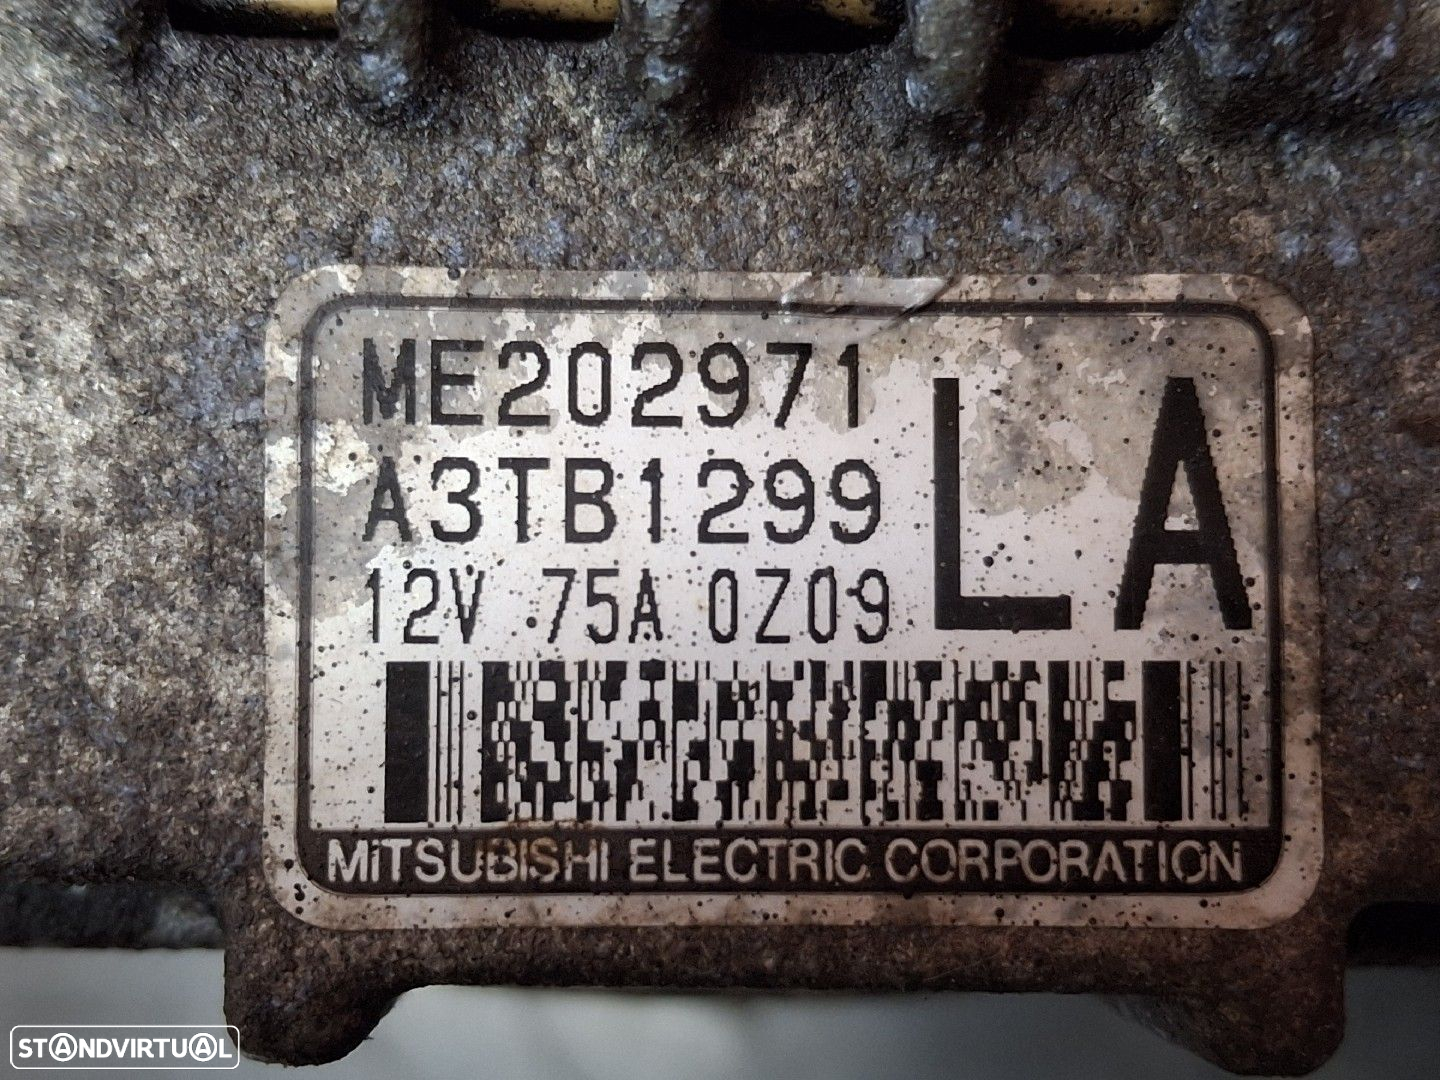 ME202971
A3TB1299
LA
12V 75A 0Z09
MITSUBISHI ELECTRIC CORPORATION
STANDVIRTUAL